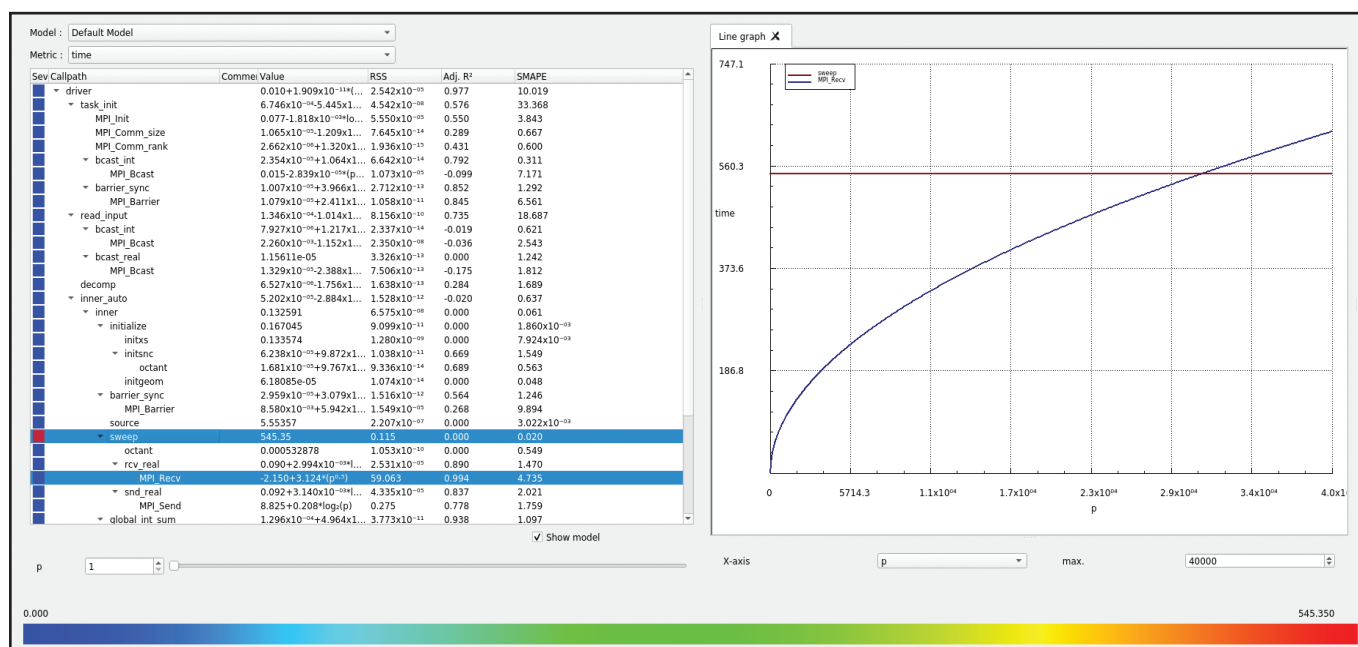 Model : Default Model
Metric : time
Sev Callpath Commer Value RSS Adj. R² SMAPE
driver 0.010+1.909x10⁻¹¹*(... 2.542x10⁻⁰⁵ 0.977 10.019
task_init 6.746x10⁻⁰⁴-5.445x1... 4.542x10⁻⁰⁸ 0.576 33.368
MPI_Init 0.077-1.818x10⁻⁰³*lo... 5.550x10⁻⁰⁵ 0.550 3.843
MPI_Comm_size 1.065x10⁻⁰⁵-1.209x1... 7.645x10⁻¹⁴ 0.289 0.667
MPI_Comm_rank 2.662x10⁻⁰⁶+1.320x1... 1.936x10⁻¹⁵ 0.431 0.600
bcast_int 2.354x10⁻⁰⁵+1.064x1... 6.642x10⁻¹⁴ 0.792 0.311
MPI_Bcast 0.015-2.839x10⁻⁰⁵*(p... 1.073x10⁻⁰⁵ -0.099 7.171
barrier_sync 1.007x10⁻⁰⁵+3.966x1... 2.712x10⁻¹³ 0.852 1.292
MPI_Barrier 1.079x10⁻⁰⁵+2.411x1... 1.058x10⁻¹¹ 0.845 6.561
read_input 1.346x10⁻⁰⁴-1.014x1... 8.156x10⁻¹⁰ 0.735 18.687
bcast_int 7.927x10⁻⁰⁶+1.217x1... 2.337x10⁻¹⁴ -0.019 0.621
MPI_Bcast 2.260x10⁻⁰³-1.152x1... 2.350x10⁻⁰⁸ -0.036 2.543
bcast_real 1.15611e-05 3.326x10⁻¹³ 0.000 1.242
MPI_Bcast 1.329x10⁻⁰⁵-2.388x1... 7.506x10⁻¹³ -0.175 1.812
decomp 6.527x10⁻⁰⁶-1.756x1... 1.638x10⁻¹³ 0.284 1.689
inner_auto 5.202x10⁻⁰⁵-2.884x1... 1.528x10⁻¹² -0.020 0.637
inner 0.132591 6.575x10⁻⁰⁸ 0.000 0.061
initialize 0.167045 9.099x10⁻¹¹ 0.000 1.860x10⁻⁰³
initxs 0.133574 1.280x10⁻⁰⁹ 0.000 7.924x10⁻⁰³
initsnc 6.238x10⁻⁰⁵+9.872x1... 1.038x10⁻¹¹ 0.669 1.549
octant 1.681x10⁻⁰⁵+9.767x1... 9.336x10⁻¹⁴ 0.689 0.563
initgeom 6.18085e-05 1.074x10⁻¹⁴ 0.000 0.048
barrier_sync 2.959x10⁻⁰⁵+3.079x1... 1.516x10⁻¹² 0.564 1.246
MPI_Barrier 8.580x10⁻⁰³+5.942x1... 1.549x10⁻⁰⁵ 0.268 9.894
source 5.55357 2.207x10⁻⁰⁷ 0.000 3.022x10⁻⁰³
sweep 545.35 0.115 0.000 0.020
octant 0.000532878 1.053x10⁻¹⁰ 0.000 0.549
rcv_real 0.090+2.994x10⁻⁰³*l... 2.531x10⁻⁰⁵ 0.890 1.470
MPI_Recv -2.150+3.124*(p⁰·⁵) 59.063 0.994 4.735
snd_real 0.092+3.140x10⁻⁰³*l... 4.335x10⁻⁰⁵ 0.837 2.021
MPI_Send 8.825+0.208*log₂(p) 0.275 0.778 1.759
global int sum 1.296x10⁻⁰⁴+4.964x1... 3.773x10⁻¹¹ 0.938 1.097
Show model
p 1
0.000 545.350
Line graph X
747.1
sweep
MPI_Recv
560.3
time
373.6
186.8
0 5714.3 1.1x10⁰⁴ 1.7x10⁰⁴ 2.3x10⁰⁴ 2.9x10⁰⁴ 3.4x10⁰⁴ 4.0x1
p
X-axis p max. 40000